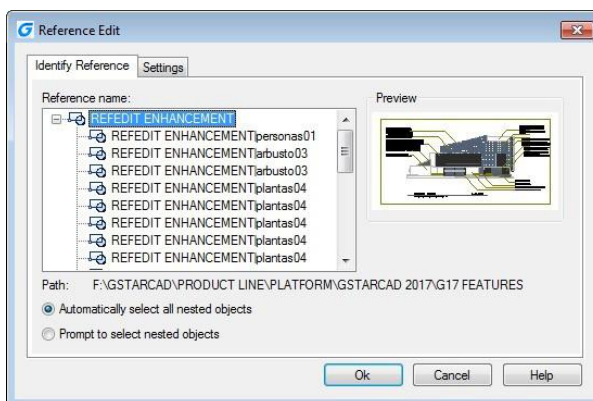 Reference Edit
Identify Reference
Settings
Reference name:
REFEDIT ENHANCEMENT
REFEDIT ENHANCEMENT|personas01
REFEDIT ENHANCEMENT|arbusto03
REFEDIT ENHANCEMENT|arbusto03
REFEDIT ENHANCEMENT|plantas04
REFEDIT ENHANCEMENT|plantas04
REFEDIT ENHANCEMENT|plantas04
REFEDIT ENHANCEMENT|plantas04
REFEDIT ENHANCEMENT|plantas04
Preview
Path: F:\GSTARCAD\PRODUCT LINE\PLATFORM\GSTARCAD 2017\G17 FEATURES
Automatically select all nested objects
Prompt to select nested objects
Ok
Cancel
Help